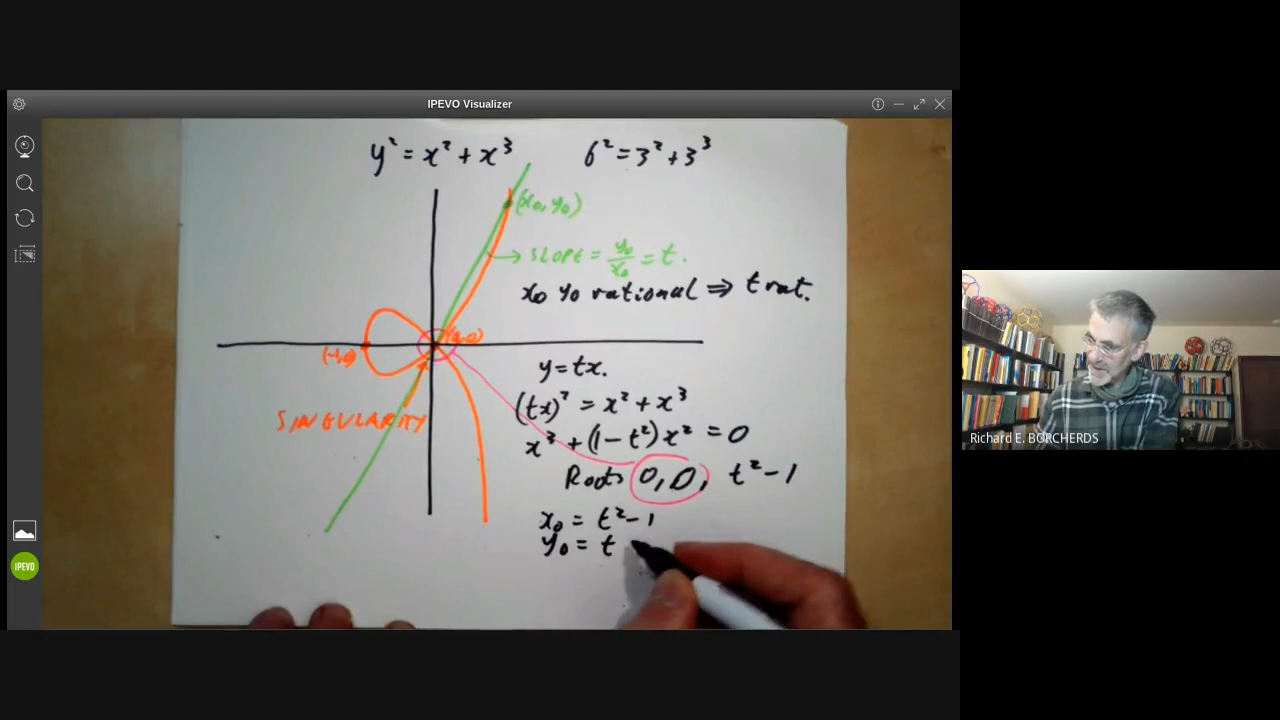 IPEVO Visualizer
y² = x² + x³
6² = 3² + 3³
(x₀, y₀)
SLOPE = y₀/x₀ = t.
x₀ y₀ rational ⇒ t rat.
(0,0)
(-1,0)
SINGULARITY
y = tx.
(tx)² = x² + x³
x³ + (1-t²)x² = 0
Roots 0, 0, t²-1
x₀ = t²-1
y₀ = t
IPEVO
Richard E. BORCHERDS